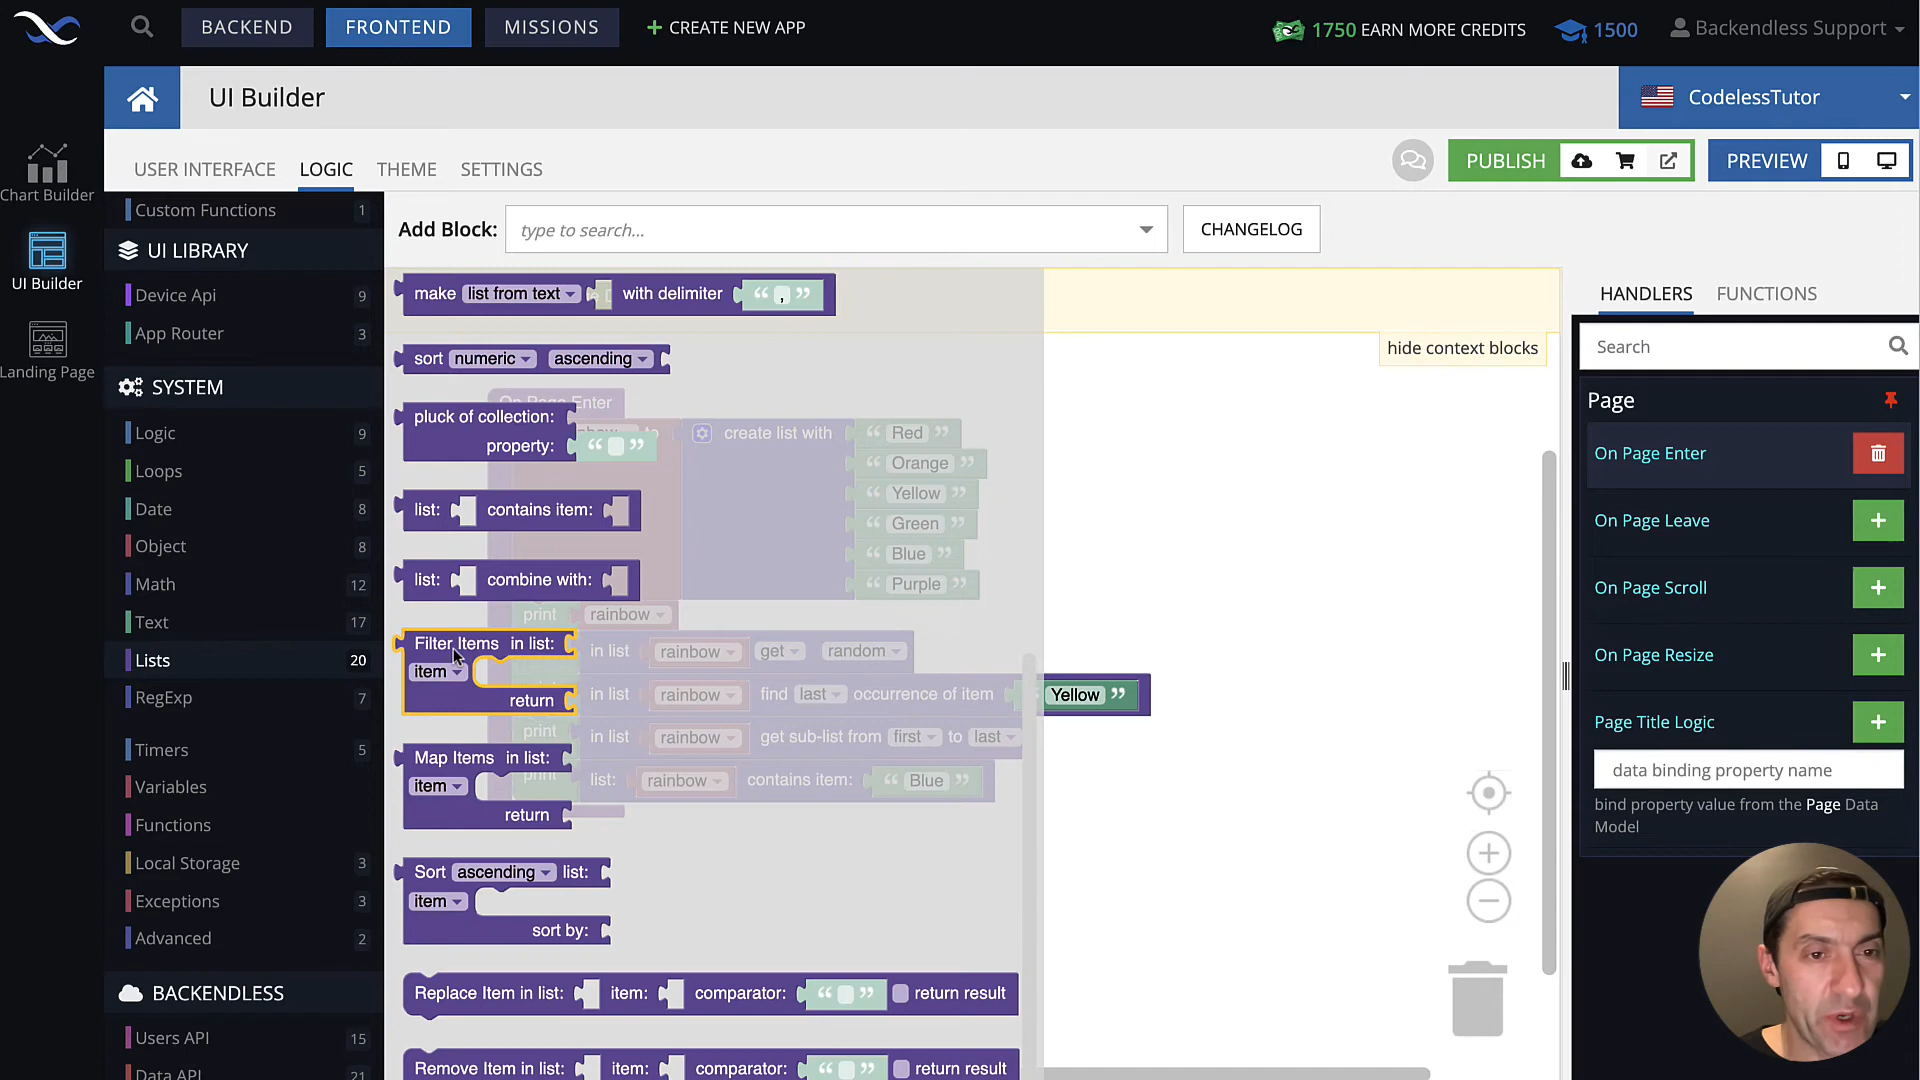 BACKEND
FRONTEND
MISSIONS
CREATE NEW APP
1750 EARN MORE CREDITS
1500
Backendless Support
UI Builder
CodelessTutor
Chart Builder
UI Builder
Landing Page
USER INTERFACE
LOGIC
THEME
SETTINGS
PUBLISH
PREVIEW
Custom Functions 1
UI LIBRARY
Device Api 9
App Router 3
SYSTEM
Logic 9
Loops 5
Date 8
Object 8
Math 12
Text 17
Lists 20
RegExp 7
Timers 5
Variables
Functions
Local Storage 3
Exceptions 3
Advanced 2
BACKENDLESS
Users API 15
Data API 21
Add Block: type to search...
CHANGELOG
hide context blocks
make list from text with delimiter “ , ”
sort numeric ascending
pluck of collection:
property: “ ”
list: contains item:
list: combine with:
Filter Items in list:
item
return
Map Items in list:
item
return
Sort ascending list:
item
sort by:
Replace Item in list: item: comparator: “ ” return result
Remove Item in list: item: comparator: “ ” return result
On Page Enter
to create list with “ Red ”
“ Orange ”
“ Yellow ”
“ Green ”
“ Blue ”
“ Purple ”
print rainbow
in list rainbow get random
in list rainbow find last occurrence of item Yellow ”
print in list rainbow get sub-list from first to last
print list: rainbow contains item: “ Blue ”
HANDLERS
FUNCTIONS
Search
Page
On Page Enter
On Page Leave
On Page Scroll
On Page Resize
Page Title Logic
data binding property name
bind property value from the Page Data
Model